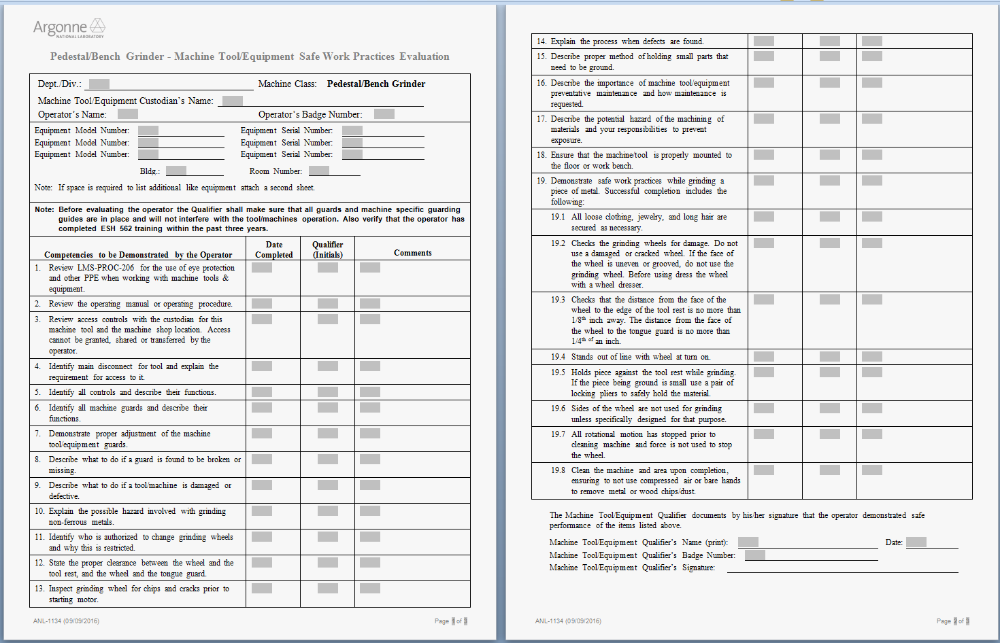 Argonne
NATIONAL LABORATORY
Pedestal/Bench Grinder - Machine Tool/Equipment Safe Work Practices Evaluation
Dept./Div.: Machine Class: Pedestal/Bench Grinder
Machine Tool/Equipment Custodian's Name:
Operator's Name: Operator's Badge Number:
Equipment Model Number: Equipment Serial Number:
Equipment Model Number: Equipment Serial Number:
Equipment Model Number: Equipment Serial Number:
Bldg.: Room Number:
Note: If space is required to list additional like equipment attach a second sheet.
Note: Before evaluating the operator the Qualifier shall make sure that all guards and machine specific guarding
guides are in place and will not interfere with the tool/machines operation. Also verify that the operator has
completed ESH 562 training within the past three years.
Competencies to be Demonstrated by the Operator
Date
Completed
Qualifier
(Initials)
Comments
1. Review LMS-PROC-206 for the use of eye protection
and other PPE when working with machine tools &
equipment.
2. Review the operating manual or operating procedure.
3. Review access controls with the custodian for this
machine tool and the machine shop location. Access
cannot be granted, shared or transferred by the
operator.
4. Identify main disconnect for tool and explain the
requirement for access to it.
5. Identify all controls and describe their functions.
6. Identify all machine guards and describe their
functions.
7. Demonstrate proper adjustment of the machine
tool/equipment guards.
8. Describe what to do if a guard is found to be broken or
missing.
9. Describe what to do if a tool/machine is damaged or
defective.
10. Explain the possible hazard involved with grinding
non-ferrous metals.
11. Identify who is authorized to change grinding wheels
and why this is restricted.
12. State the proper clearance between the wheel and the
tool rest, and the wheel and the tongue guard.
13. Inspect grinding wheel for chips and cracks prior to
starting motor.
ANL-1134 (09/09/2016) Page 1 of 3
14. Explain the process when defects are found.
15. Describe proper method of holding small parts that
need to be ground.
16. Describe the importance of machine tool/equipment
preventative maintenance and how maintenance is
requested.
17. Describe the potential hazard of the machining of
materials and your responsibilities to prevent
exposure.
18. Ensure that the machine/tool is properly mounted to
the floor or work bench.
19. Demonstrate safe work practices while grinding a
piece of metal. Successful completion includes the
following:
19.1 All loose clothing, jewelry, and long hair are
secured as necessary.
19.2 Checks the grinding wheels for damage. Do not
use a damaged or cracked wheel. If the face of
the wheel is uneven or grooved, do not use the
grinding wheel. Before using dress the wheel
with a wheel dresser.
19.3 Checks that the distance from the face of the
wheel to the edge of the tool rest is no more than
1/8th inch away. The distance from the face of
the wheel to the tongue guard is no more than
1/4th of an inch.
19.4 Stands out of line with wheel at turn on.
19.5 Holds piece against the tool rest while grinding.
If the piece being ground is small use a pair of
locking pliers to safely hold the material.
19.6 Sides of the wheel are not used for grinding
unless specifically designed for that purpose.
19.7 All rotational motion has stopped prior to
cleaning machine and force is not used to stop
the wheel.
19.8 Clean the machine and area upon completion,
ensuring to not use compressed air or bare hands
to remove metal or wood chips/dust.
The Machine Tool/Equipment Qualifier documents by his/her signature that the operator demonstrated safe
performance of the items listed above.
Machine Tool/Equipment Qualifier's Name (print): Date:
Machine Tool/Equipment Qualifier's Badge Number:
Machine Tool/Equipment Qualifier's Signature:
ANL-1134 (09/09/2016) Page 2 of 3